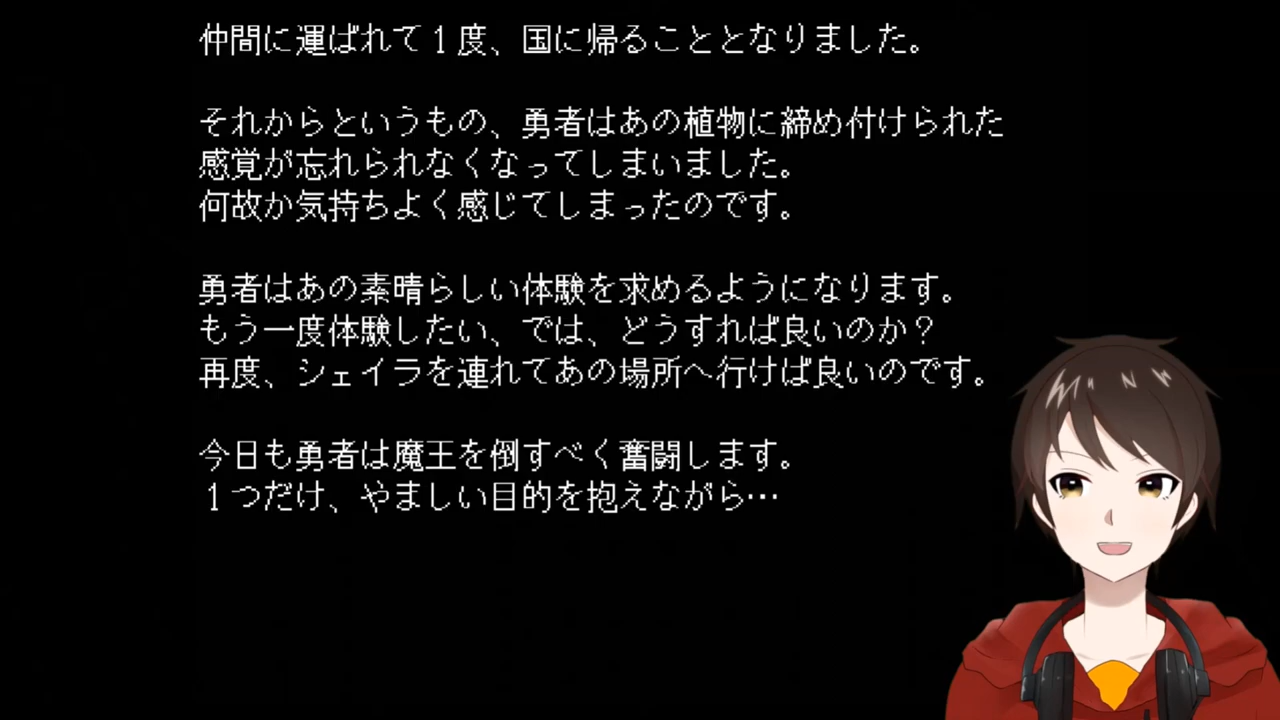 仲間に運ばれて１度、国に帰ることとなりました。
それからというもの、勇者はあの植物に締め付けられた
感覚が忘れられなくなってしまいました。
何故か気持ちよく感じてしまったのです。
勇者はあの素晴らしい体験を求めるようになります。
もう一度体験したい、では、どうすれば良いのか？
再度、シェイラを連れてあの場所へ行けば良いのです。
今日も勇者は魔王を倒すべく奮闘します。
１つだけ、やましい目的を抱えながら…